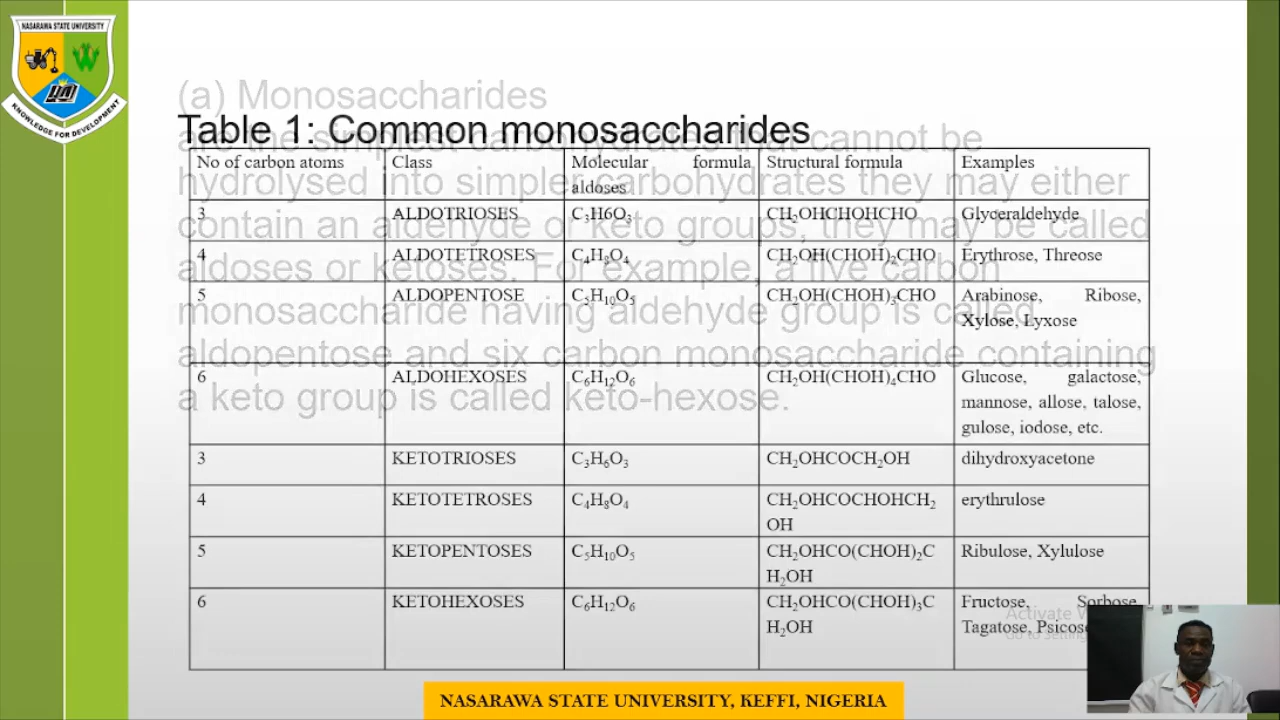 NASARAWA STATE UNIVERSITY
KNOWLEDGE FOR DEVELOPMENT
(a) Monosaccharides
are the simplest carbohydrates that cannot be
hydrolysed into simpler carbohydrates they may either
contain an aldehyde or keto groups, they may be called
aldoses or ketoses. For example, a five carbon
monosaccharide having aldehyde group is called
aldopentose and six carbon monosaccharide containing
a keto group is called keto-hexose.
Table 1: Common monosaccharides
No of carbon atoms Class Molecular formula aldoses Structural formula Examples
3 ALDOTRIOSES C₃H6O₃ CH₂OHCHOHCHO Glyceraldehyde
4 ALDOTETROSES C₄H₈O₄ CH₂OH(CHOH)₂CHO Erythrose, Threose
5 ALDOPENTOSE C₅H₁₀O₅ CH₂OH(CHOH)₃CHO Arabinose, Ribose,
Xylose, Lyxose
6 ALDOHEXOSES C₆H₁₂O₆ CH₂OH(CHOH)₄CHO Glucose, galactose,
mannose, allose, talose,
gulose, iodose, etc.
3 KETOTRIOSES C₃H₆O₃ CH₂OHCOCH₂OH dihydroxyacetone
4 KETOTETROSES C₄H₈O₄ CH₂OHCOCHOHCH₂
OH erythrulose
5 KETOPENTOSES C₅H₁₀O₅ CH₂OHCO(CHOH)₂C
H₂OH Ribulose, Xylulose
6 KETOHEXOSES C₆H₁₂O₆ CH₂OHCO(CHOH)₃C
H₂OH Fructose, Sorbose,
Tagatose, Psicose
Activate
NASARAWA STATE UNIVERSITY, KEFFI, NIGERIA